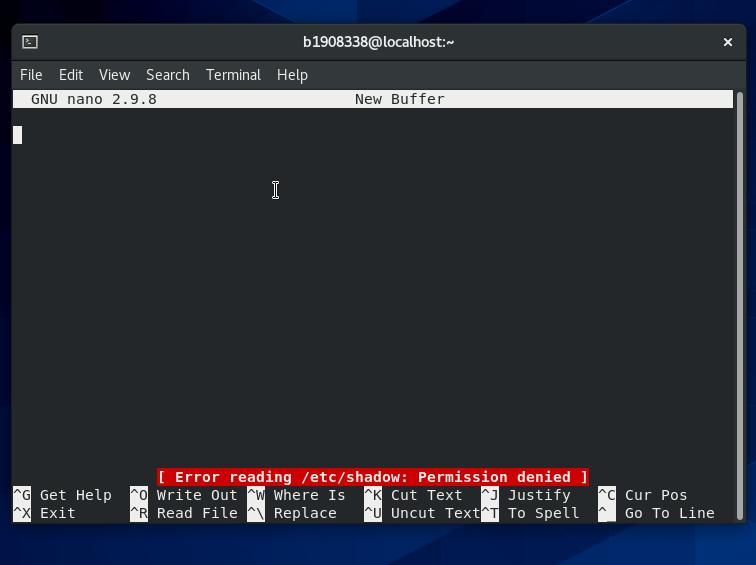 b1908338@localhost:~
File Edit View Search Terminal Help
GNU nano 2.9.8 New Buffer
[ Error reading /etc/shadow: Permission denied ]
^G Get Help ^O Write Out ^W Where Is ^K Cut Text ^J Justify ^C Cur Pos
^X Exit ^R Read File ^\ Replace ^U Uncut Text ^T To Spell ^_ Go To Line